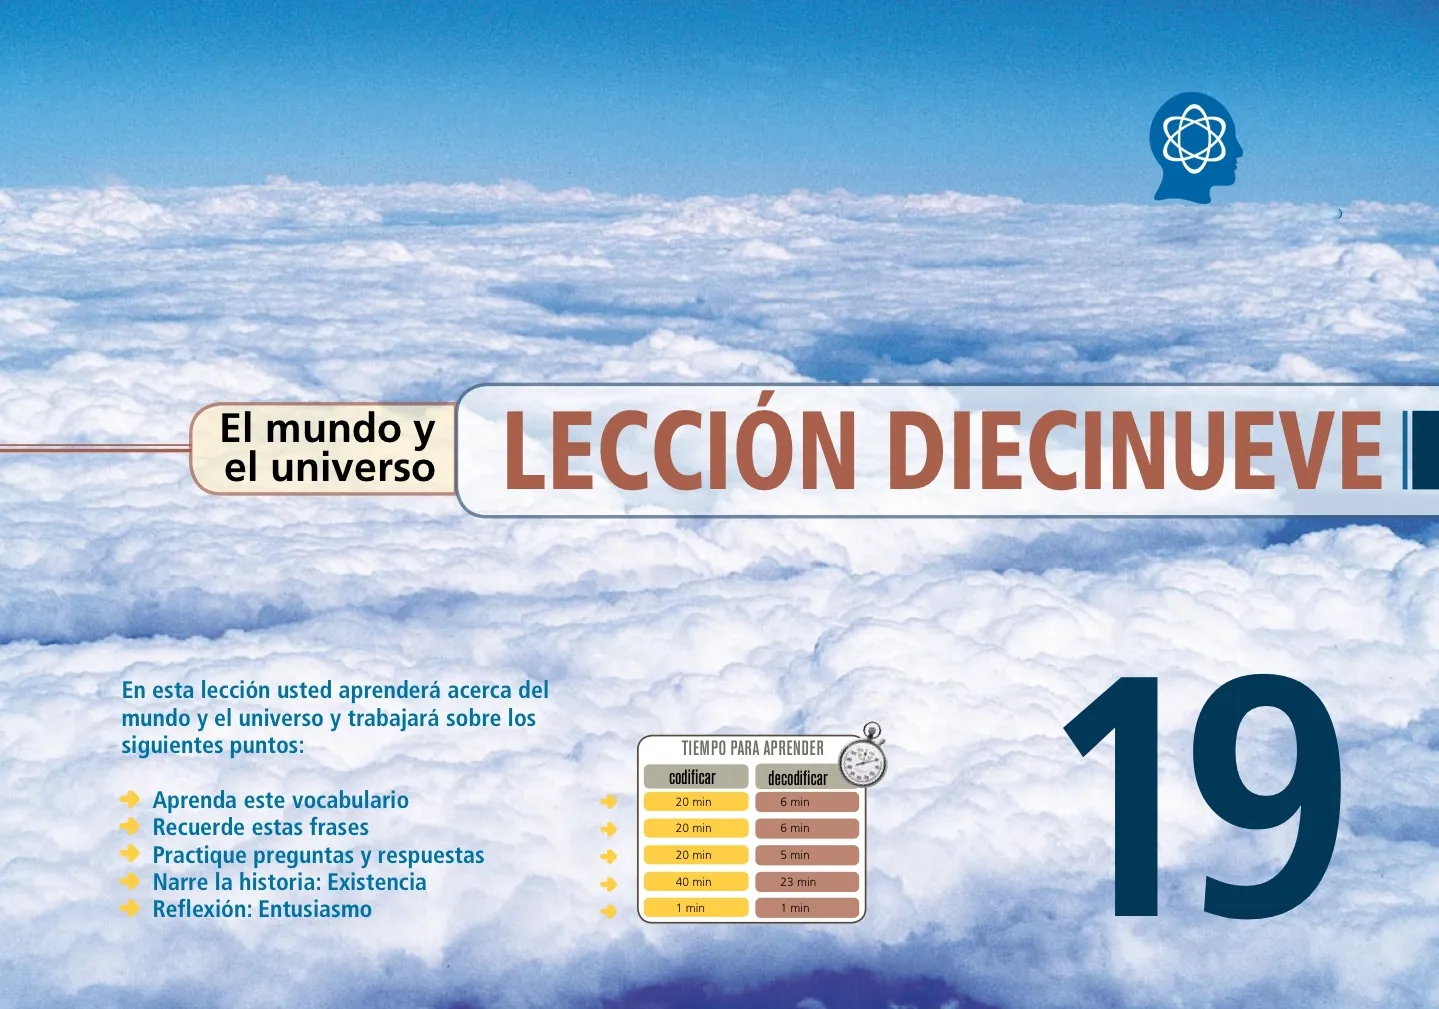 El mundo y
el universo
LECCIÓN DIECINUEVE
En esta lección usted aprenderá acerca del
mundo y el universo y trabajará sobre los
siguientes puntos:
Aprenda este vocabulario
Recuerde estas frases
Practique preguntas y respuestas
Narre la historia: Existencia
Reflexión: Entusiasmo
TIEMPO PARA APRENDER
codificar decodificar
20 min 6 min
20 min 6 min
20 min 5 min
40 min 23 min
1 min 1 min
19